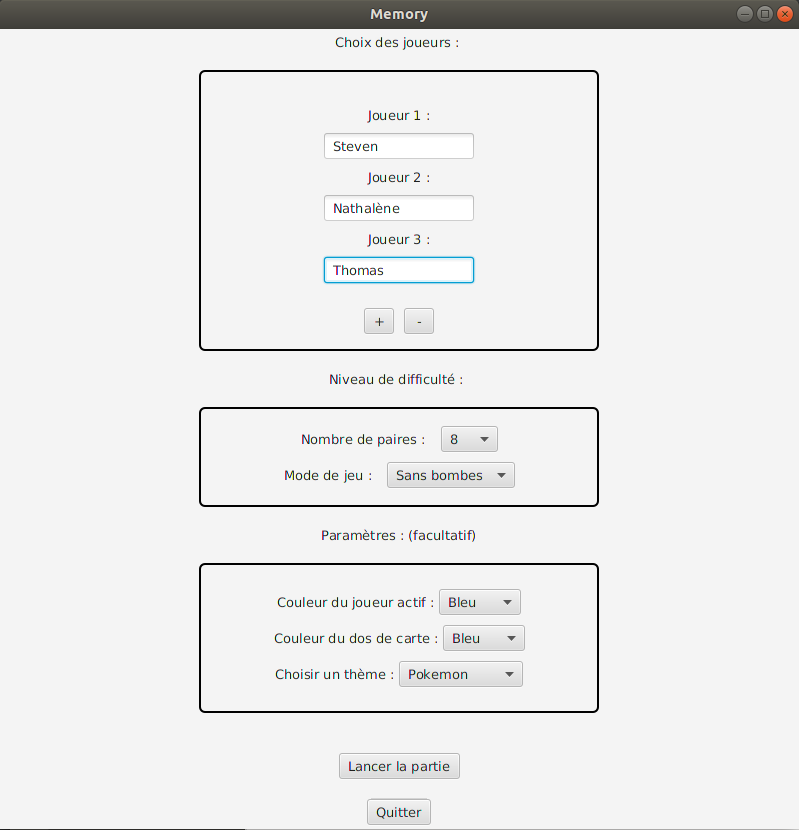 Memory
Choix des joueurs :
Joueur 1 :
Steven
Joueur 2 :
Nathalène
Joueur 3 :
Thomas
+ -
Niveau de difficulté :
Nombre de paires : 8
Mode de jeu : Sans bombes
Paramètres : (facultatif)
Couleur du joueur actif : Bleu
Couleur du dos de carte : Bleu
Choisir un thème : Pokemon
Lancer la partie
Quitter